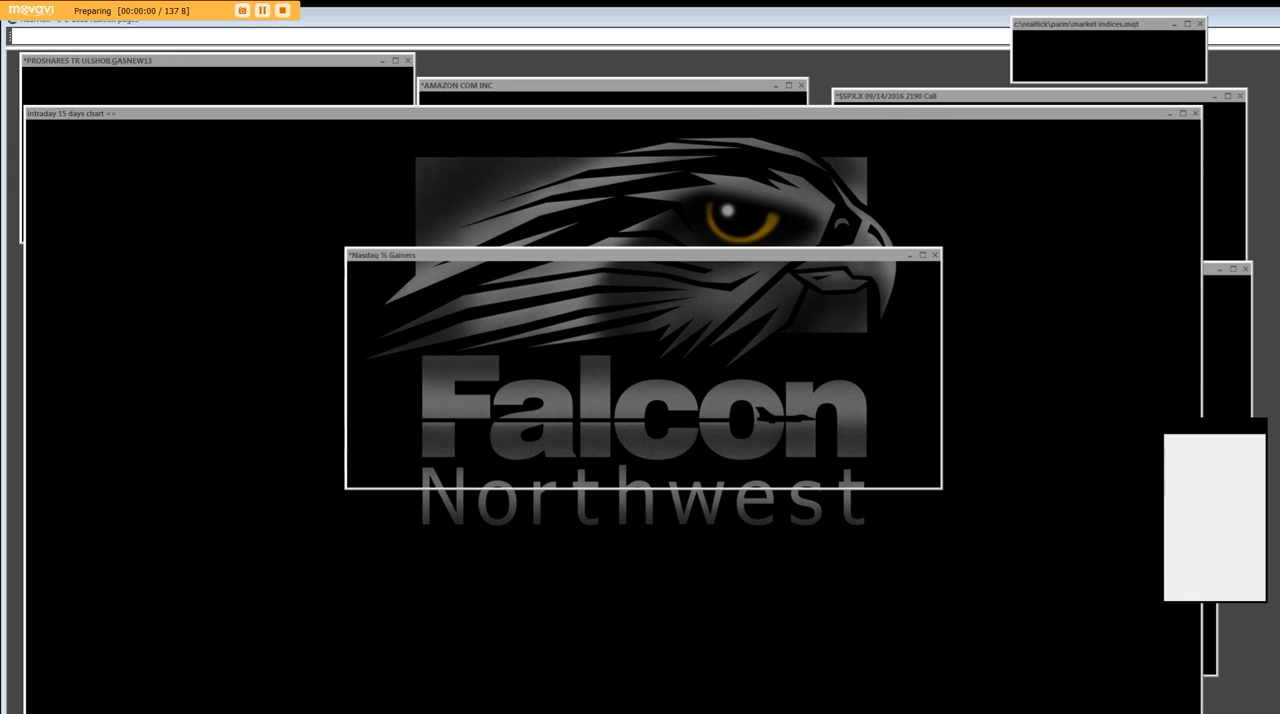 movavi Preparing [00:00:00 / 137 B]
c:\realtick\parm\market indices.mqt
*PROSHARES TR ULSHOILGASNEW13
*AMAZON COM INC
*$SPX.X 09/14/2016 2190 Call
intraday 15 days chart <>
*Nasdaq % Gainers
Falcon
Northwest